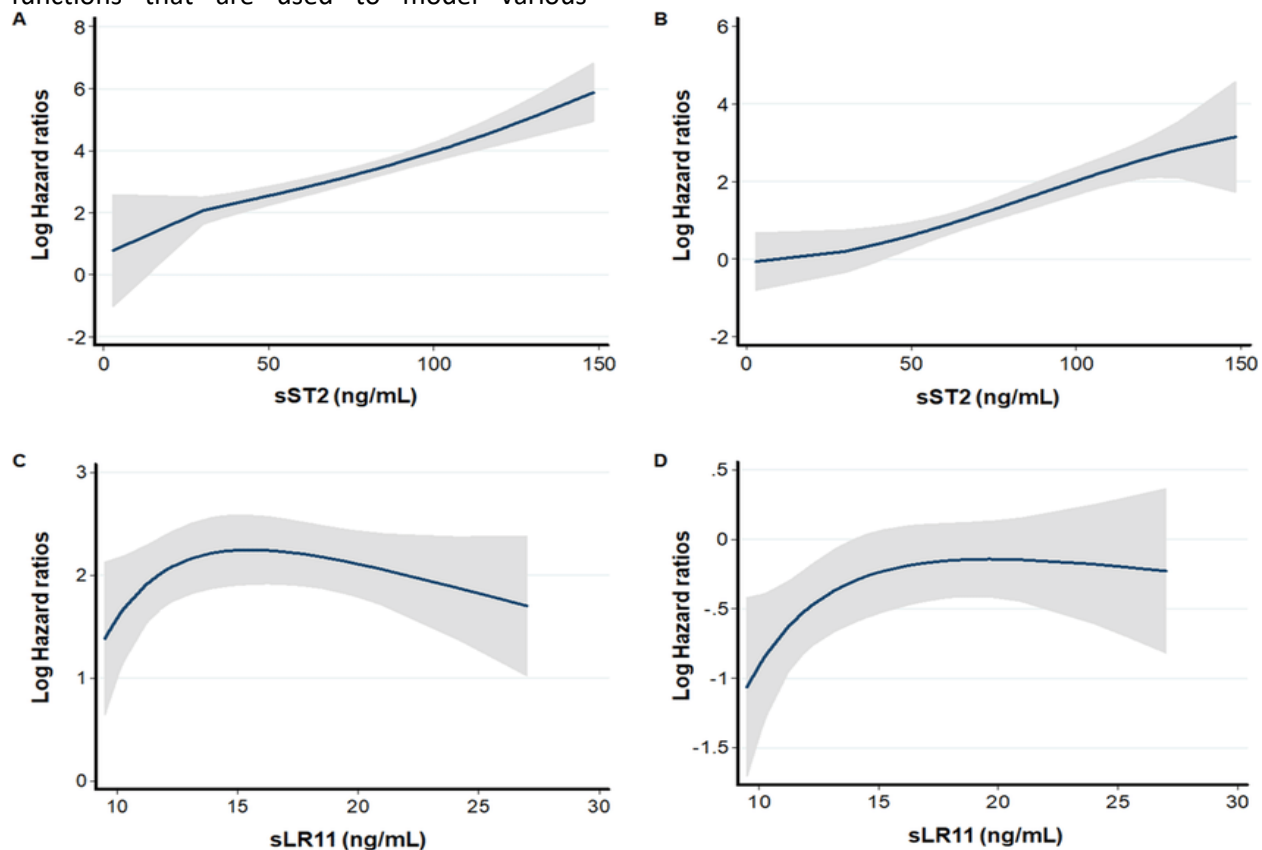 functions that are used to model various
A
8
6
4
2
0
-2
Log Hazard ratios
0 50 100 150
sST2 (ng/mL)
B
6
4
2
0
-2
Log Hazard ratios
0 50 100 150
sST2 (ng/mL)
C
3
2
1
0
Log Hazard ratios
10 15 20 25 30
sLR11 (ng/mL)
D
.5
0
-.5
-1
-1.5
Log Hazard ratios
10 15 20 25 30
sLR11 (ng/mL)